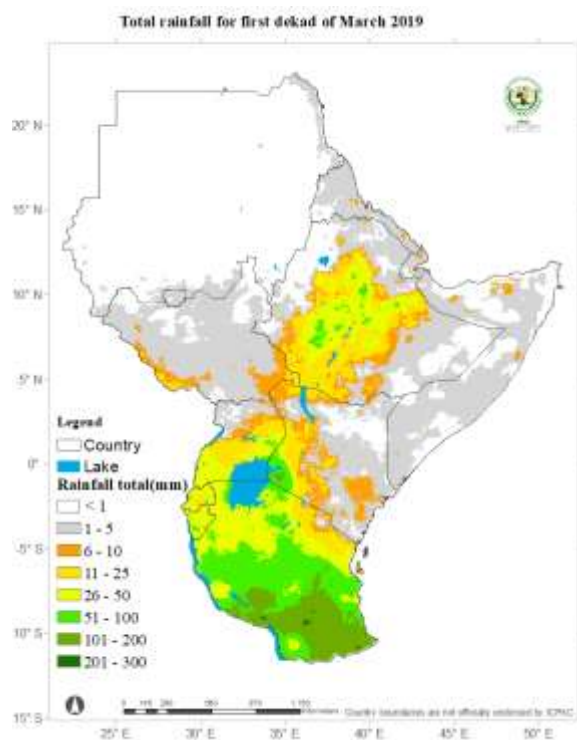 Total rainfall for first dekad of March 2019
20° N
15° N
10° N
5° N
0°
5° S
10° S
15° S
Legend
Country
Lake
Rainfall total(mm)
< 1
1 - 5
6 - 10
11 - 25
26 - 50
51 - 100
101 - 200
201 - 300
Country boundaries are not officially endorsed by ICPAC
25° E
30° E
35° E
40° E
45° E
50° E